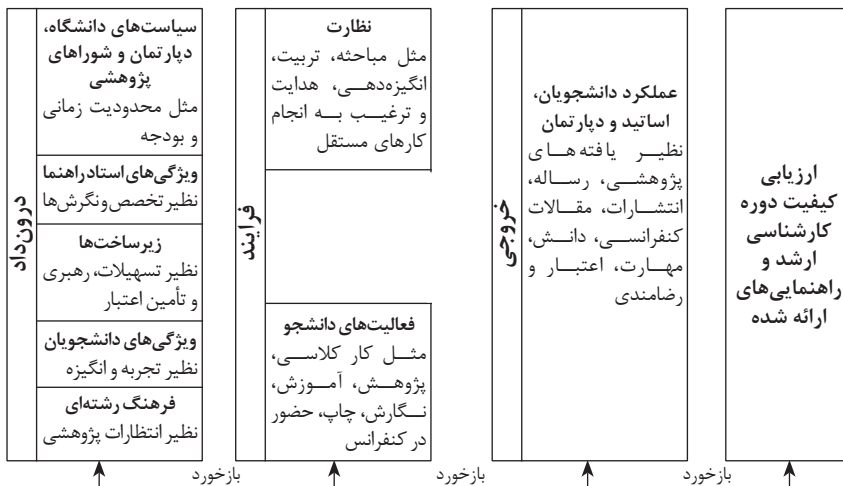 درون‌داد
سیاست‌های دانشگاه،
دپارتمان و شوراهای
پژوهشی
مثل محدودیت زمانی
و بودجه
ویژگی‌های استاد راهنما
نظیر تخصص و نگرش‌ها
زیرساخت‌ها
نظیر تسهیلات، رهبری
و تأمین اعتبار
ویژگی‌های دانشجویان
نظیر تجربه و انگیزه
فرهنگ رشته‌ای
نظیر انتظارات پژوهشی
فرایند
نظارت
مثل مباحثه، تربیت،
انگیزه‌دهی، هدایت
و ترغیب به انجام
کارهای مستقل
فعالیت‌های دانشجو
مثل کار کلاسی،
پژوهش، آموزش،
نگارش، چاپ، حضور
در کنفرانس
خروجی
عملکرد دانشجویان،
اساتید و دپارتمان
نظیر یافته‌های
پژوهشی، رساله،
انتشارات، مقالات
کنفرانسی، دانش،
مهارت، اعتبار و
رضامندی
ارزیابی
کیفیت دوره
کارشناسی
ارشد و
راهنمایی‌های
ارائه شده
بازخورد
بازخورد
بازخورد